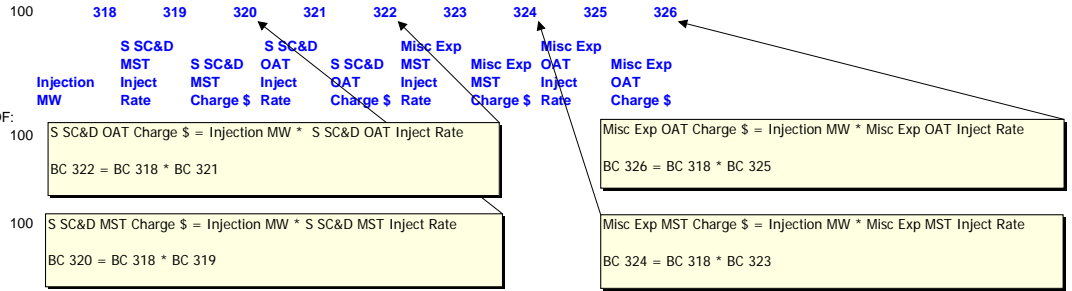 100 318 319 320 321 322 323 324 325 326
S SC&D S SC&D Misc Exp Misc Exp
MST S SC&D OAT S SC&D MST Misc Exp OAT Misc Exp
Injection Inject MST Inject OAT Inject MST Inject OAT
MW Rate Charge $ Rate Charge $ Rate Charge $ Rate Charge $
OF:
100 S SC&D OAT Charge $ = Injection MW * S SC&D OAT Inject Rate Misc Exp OAT Charge $ = Injection MW * Misc Exp OAT Inject Rate
BC 322 = BC 318 * BC 321 BC 326 = BC 318 * BC 325
100 S SC&D MST Charge $ = Injection MW * S SC&D MST Inject Rate Misc Exp MST Charge $ = Injection MW * Misc Exp MST Inject Rate
BC 320 = BC 318 * BC 319 BC 324 = BC 318 * BC 323